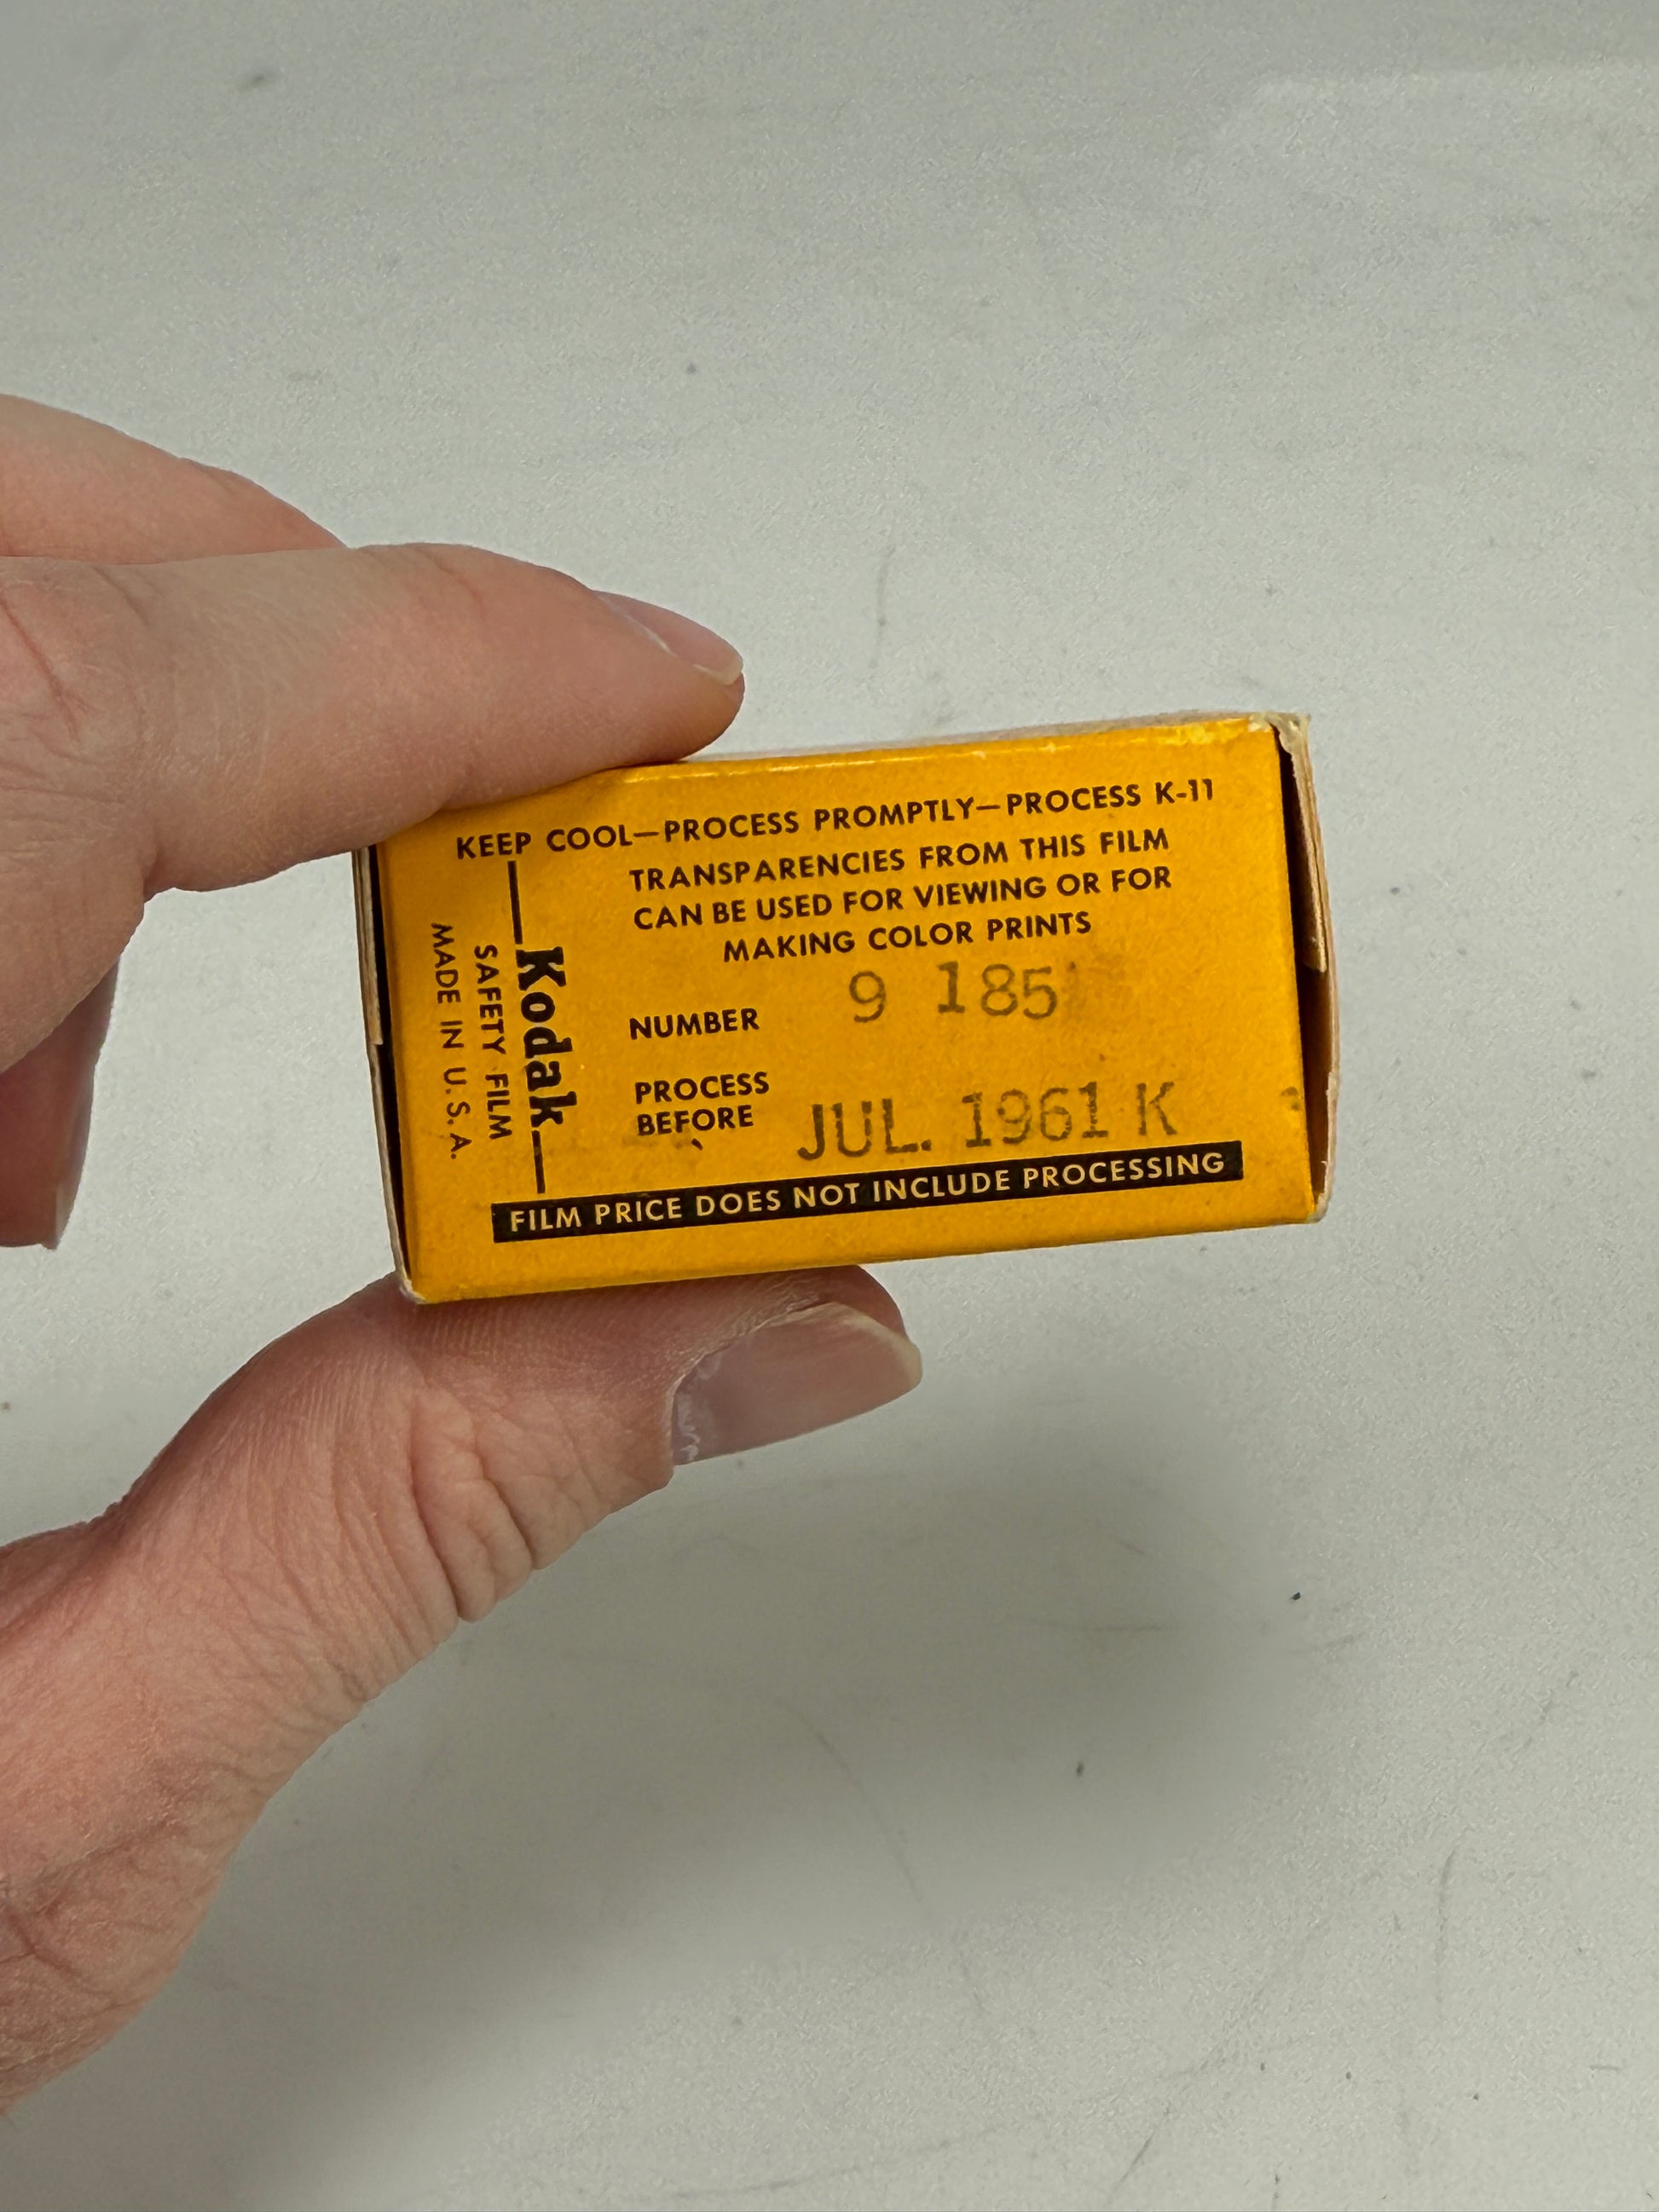 KEEP COOL—PROCESS PROMPTLY—PROCESS K-11
TRANSPARENCIES FROM THIS FILM
CAN BE USED FOR VIEWING OR FOR
MAKING COLOR PRINTS
NUMBER 9 185
PROCESS
BEFORE JUL. 1961 K
FILM PRICE DOES NOT INCLUDE PROCESSING
Kodak
SAFETY FILM
MADE IN U.S.A.